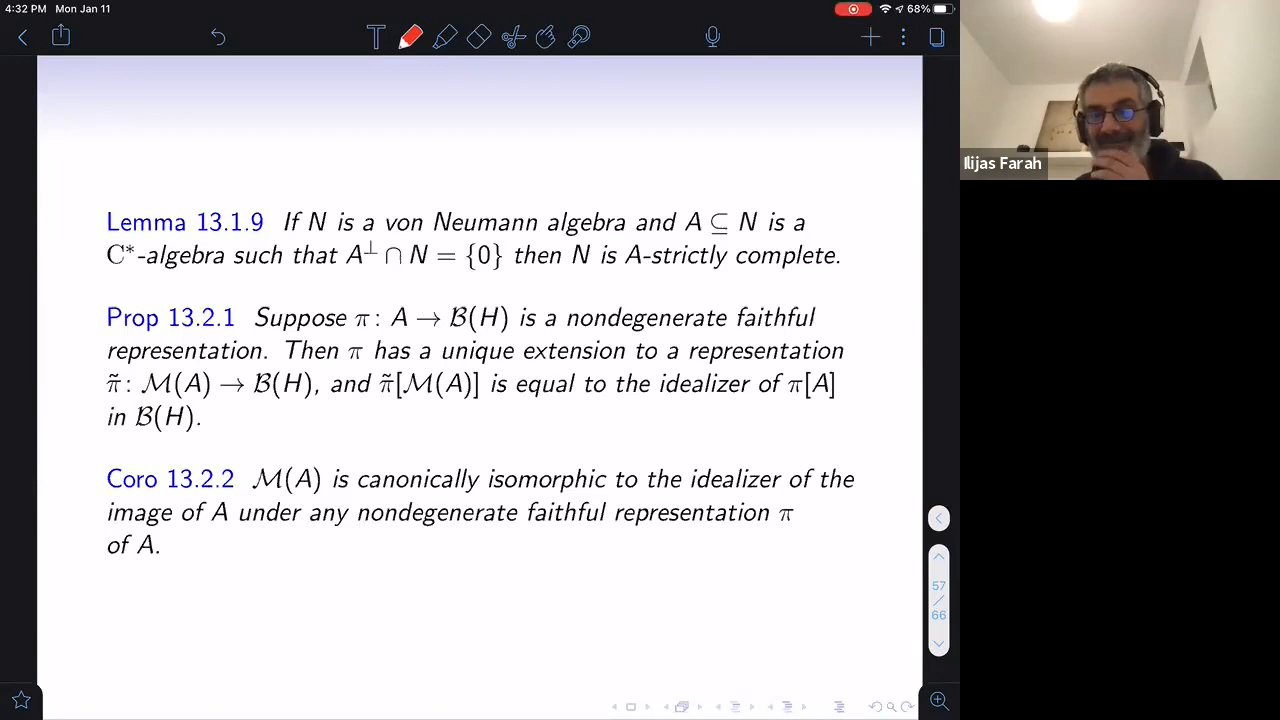 4:32 PM Mon Jan 11
68%
Lemma 13.1.9 If N is a von Neumann algebra and A ⊆ N is a
C*-algebra such that A⊥ ∩ N = {0} then N is A-strictly complete.
Prop 13.2.1 Suppose π: A → B(H) is a nondegenerate faithful
representation. Then π has a unique extension to a representation
π̃: M(A) → B(H), and π̃[M(A)] is equal to the idealizer of π[A]
in B(H).
Coro 13.2.2 M(A) is canonically isomorphic to the idealizer of the
image of A under any nondegenerate faithful representation π
of A.
57
/
66
Ilijas Farah